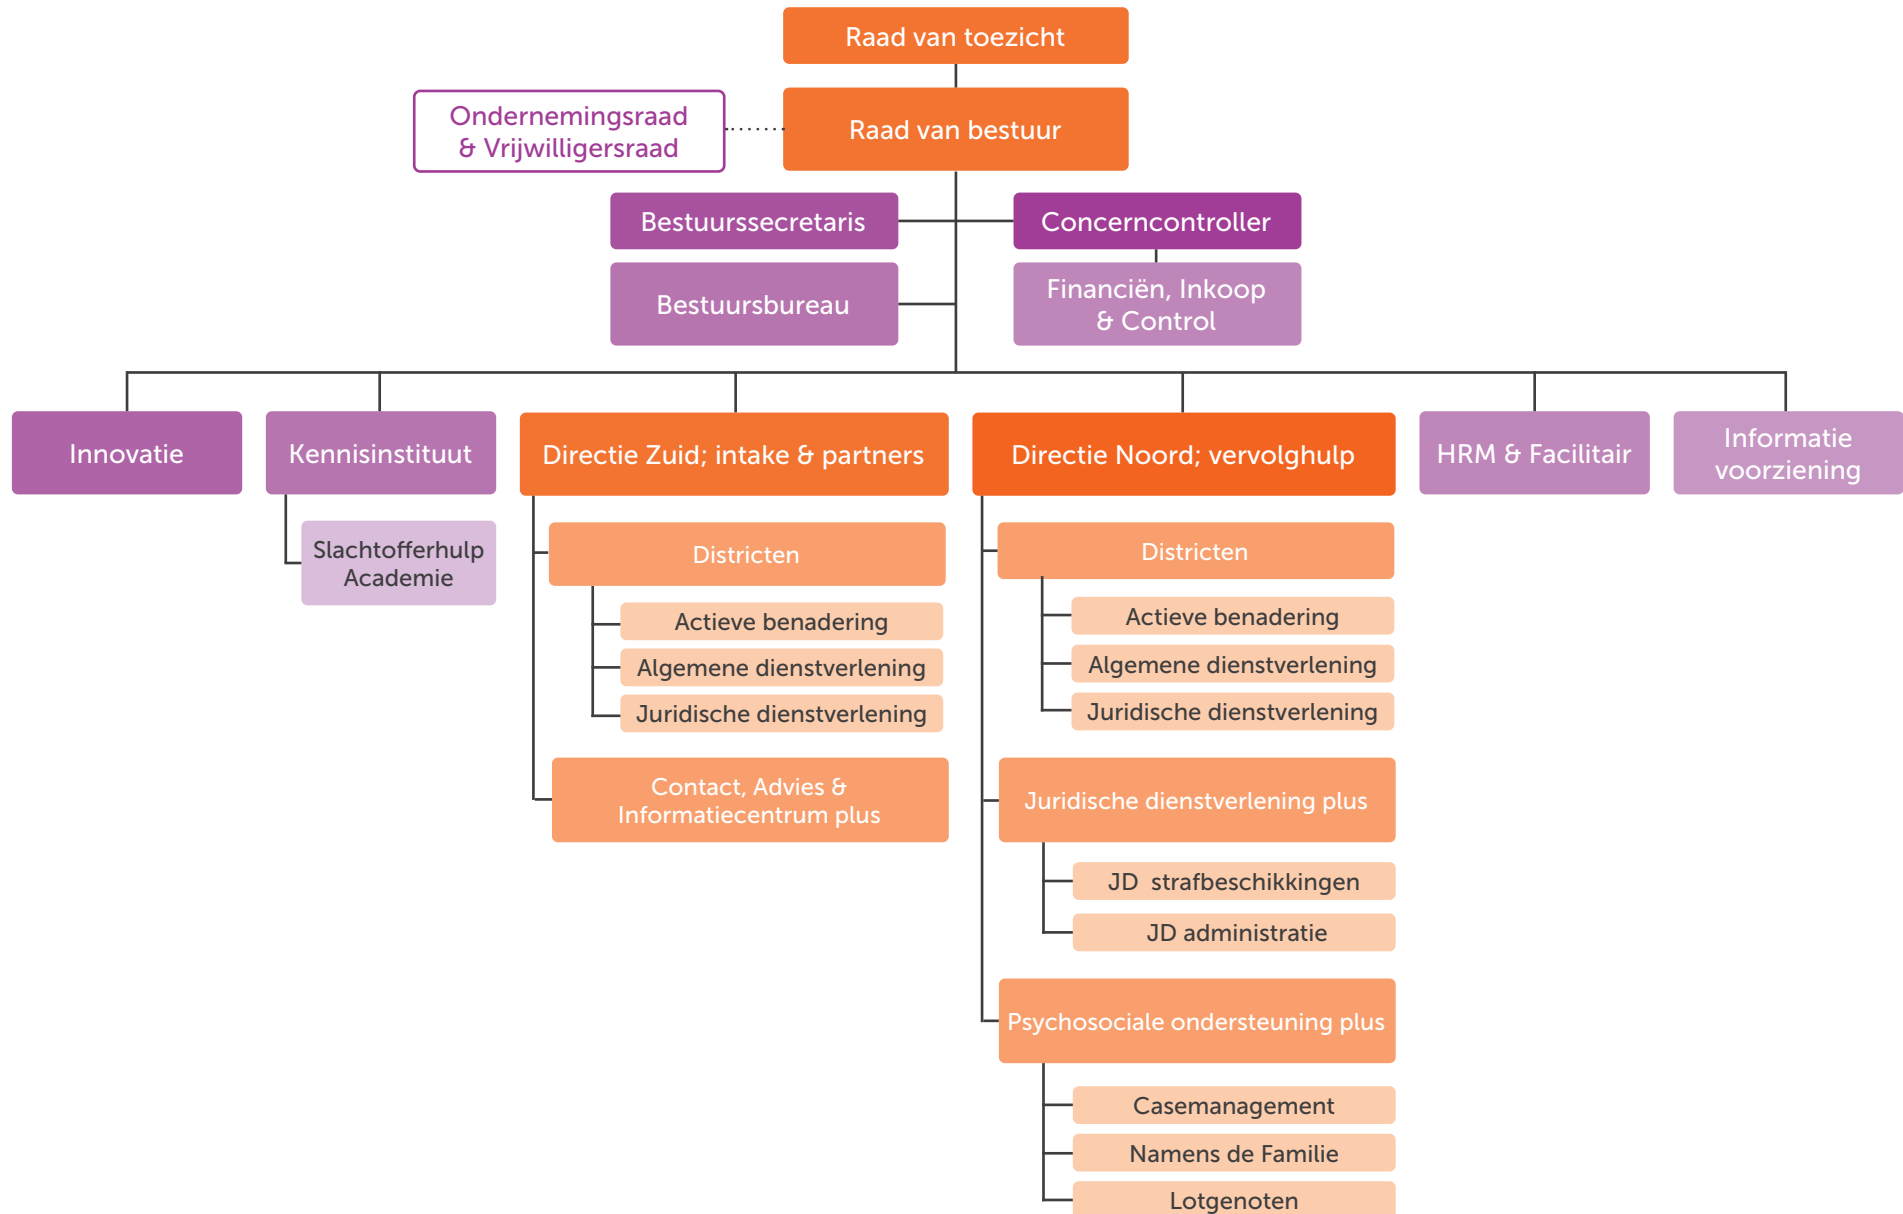 Raad van toezicht
Ondernemingsraad
& Vrijwilligersraad
Raad van bestuur
Bestuurssecretaris
Concerncontroller
Bestuursbureau
Financiën, Inkoop
& Control
Innovatie
Kennisinstituut
Slachtofferhulp
Academie
Directie Zuid; intake & partners
Districten
Actieve benadering
Algemene dienstverlening
Juridische dienstverlening
Contact, Advies &
Informatiecentrum plus
Directie Noord; vervolghulp
Districten
Actieve benadering
Algemene dienstverlening
Juridische dienstverlening
Juridische dienstverlening plus
JD  strafbeschikkingen
JD administratie
Psychosociale ondersteuning plus
Casemanagement
Namens de Familie
Lotgenoten
HRM & Facilitair
Informatie
voorziening